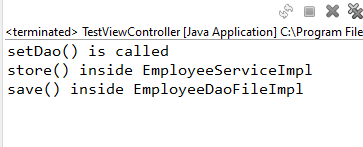 <terminated> TestViewController [Java Application] C:\Program File
setDao() is called
store() inside EmployeeServiceImpl
save() inside EmployeeDaoFileImpl